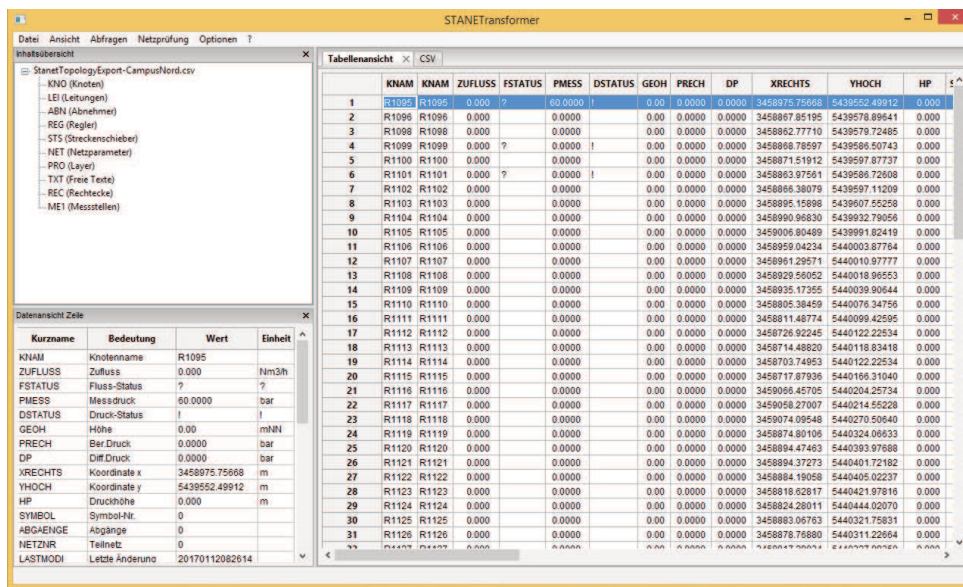 STANETransformer
Datei Ansicht Abfragen Netzprüfung Optionen ?
Inhaltsübersicht
StanetTopologyExport-CampusNord.csv
KNO (Knoten)
LEI (Leitungen)
ABN (Abnehmer)
REG (Regler)
STS (Streckenschieber)
NET (Netzparameter)
PRO (Layer)
TXT (Freie Texte)
REC (Rechtecke)
ME1 (Messstellen)
Datenansicht Zeile
Kurzname Bedeutung Wert Einheit
KNAM Knotenname R1095
ZUFLUSS Zufluss 0.000 Nm3/h
FSTATUS Fluss-Status ? ?
PMESS Messdruck 60.0000 bar
DSTATUS Druck-Status ! !
GEOH Höhe 0.00 mNN
PRECH Ber.Druck 0.0000 bar
DP Diff.Druck 0.0000 bar
XRECHTS Koordinate x 3458975.75668 m
YHOCH Koordinate y 5439552.49912 m
HP Druckhöhe 0.000 m
SYMBOL Symbol-Nr. 0
ABGAENGE Abgänge 0
NETZNR Teilnetz 0
LASTMODI Letzte Änderung 20170112082614
Tabellenansicht CSV
KNAM KNAM ZUFLUSS FSTATUS PMESS DSTATUS GEOH PRECH DP XRECHTS YHOCH HP
1 R1095 R1095 0.000 ? 60.0000 ! 0.00 0.0000 0.0000 3458975.75668 5439552.49912 0.000
2 R1096 R1096 0.000 0.0000 0.00 0.0000 0.0000 3458867.85195 5439578.89641 0.000
3 R1098 R1098 0.000 0.0000 0.00 0.0000 0.0000 3458862.77710 5439579.72485 0.000
4 R1099 R1099 0.000 ? 0.0000 ! 0.00 0.0000 0.0000 3458868.78597 5439586.50743 0.000
5 R1100 R1100 0.000 0.0000 0.00 0.0000 0.0000 3458871.51912 5439597.87737 0.000
6 R1101 R1101 0.000 ? 0.0000 ! 0.00 0.0000 0.0000 3458863.97561 5439586.72608 0.000
7 R1102 R1102 0.000 0.0000 0.00 0.0000 0.0000 3458866.38079 5439597.11209 0.000
8 R1103 R1103 0.000 0.0000 0.00 0.0000 0.0000 3458895.15898 5439607.55258 0.000
9 R1104 R1104 0.000 0.0000 0.00 0.0000 0.0000 3458990.96830 5439932.79056 0.000
10 R1105 R1105 0.000 0.0000 0.00 0.0000 0.0000 3459006.80489 5439991.82419 0.000
11 R1106 R1106 0.000 0.0000 0.00 0.0000 0.0000 3458959.04234 5440003.87764 0.000
12 R1107 R1107 0.000 0.0000 0.00 0.0000 0.0000 3458961.29571 5440010.97777 0.000
13 R1108 R1108 0.000 0.0000 0.00 0.0000 0.0000 3458929.56052 5440018.96553 0.000
14 R1109 R1109 0.000 0.0000 0.00 0.0000 0.0000 3458935.17355 5440039.90644 0.000
15 R1110 R1110 0.000 0.0000 0.00 0.0000 0.0000 3458805.38459 5440076.34756 0.000
16 R1111 R1111 0.000 0.0000 0.00 0.0000 0.0000 3458811.48774 5440099.42595 0.000
17 R1112 R1112 0.000 0.0000 0.00 0.0000 0.0000 3458726.92245 5440122.22534 0.000
18 R1113 R1113 0.000 0.0000 0.00 0.0000 0.0000 3458714.48820 5440118.83418 0.000
19 R1114 R1114 0.000 0.0000 0.00 0.0000 0.0000 3458703.74953 5440122.22534 0.000
20 R1115 R1115 0.000 0.0000 0.00 0.0000 0.0000 3458717.87936 5440166.31040 0.000
21 R1116 R1116 0.000 0.0000 0.00 0.0000 0.0000 3459066.45705 5440204.25734 0.000
22 R1117 R1117 0.000 0.0000 0.00 0.0000 0.0000 3459058.27007 5440214.55228 0.000
23 R1118 R1118 0.000 0.0000 0.00 0.0000 0.0000 3459074.09548 5440270.50640 0.000
24 R1119 R1119 0.000 0.0000 0.00 0.0000 0.0000 3458874.80106 5440324.06633 0.000
25 R1120 R1120 0.000 0.0000 0.00 0.0000 0.0000 3458894.47463 5440393.97688 0.000
26 R1121 R1121 0.000 0.0000 0.00 0.0000 0.0000 3458894.37273 5440401.72182 0.000
27 R1122 R1122 0.000 0.0000 0.00 0.0000 0.0000 3458884.19058 5440405.02237 0.000
28 R1123 R1123 0.000 0.0000 0.00 0.0000 0.0000 3458818.62817 5440421.97816 0.000
29 R1124 R1124 0.000 0.0000 0.00 0.0000 0.0000 3458824.28011 5440444.02070 0.000
30 R1125 R1125 0.000 0.0000 0.00 0.0000 0.0000 3458883.06763 5440321.75831 0.000
31 R1126 R1126 0.000 0.0000 0.00 0.0000 0.0000 3458878.76880 5440311.22664 0.000